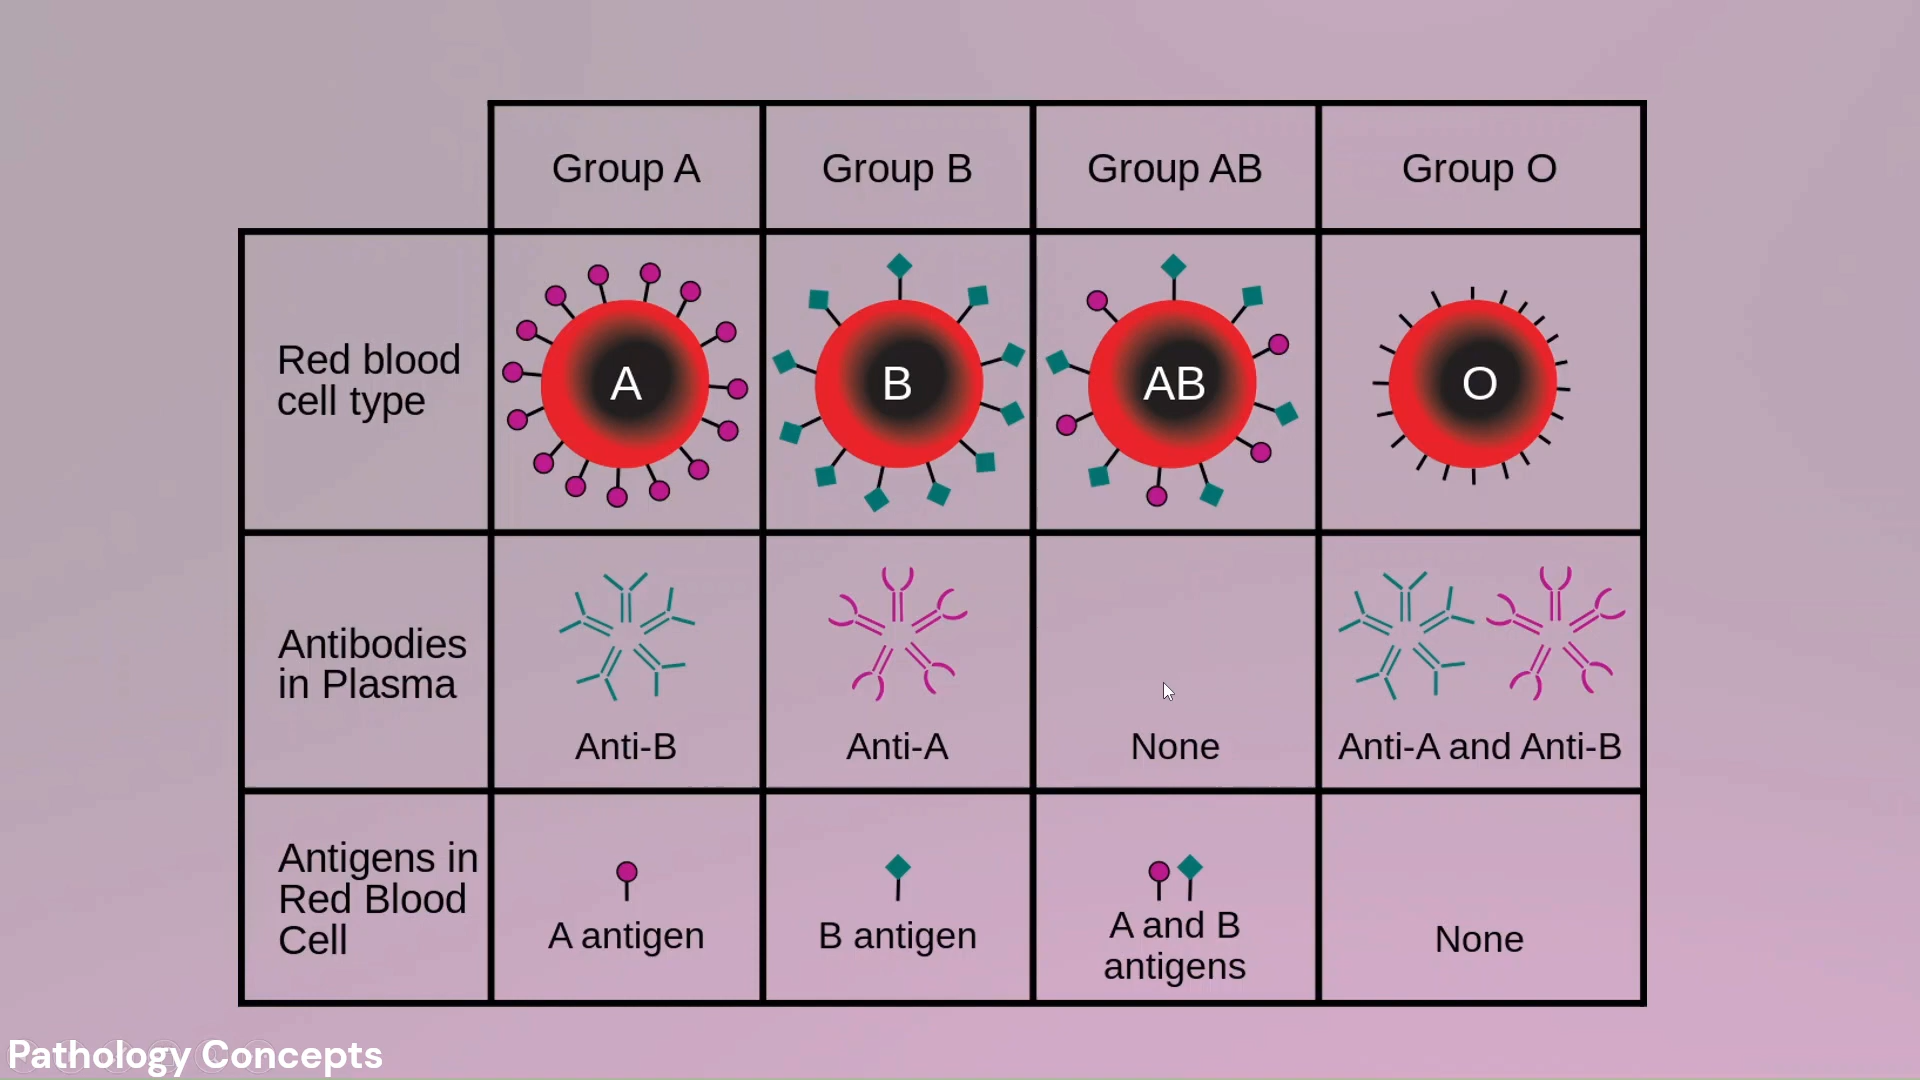 Group A
Group B
Group AB
Group O
Red blood
cell type
A
B
AB
O
Antibodies
in Plasma
Anti-B
Anti-A
None
Anti-A and Anti-B
Antigens in
Red Blood
Cell
A antigen
B antigen
A and B
antigens
None
Pathology Concepts